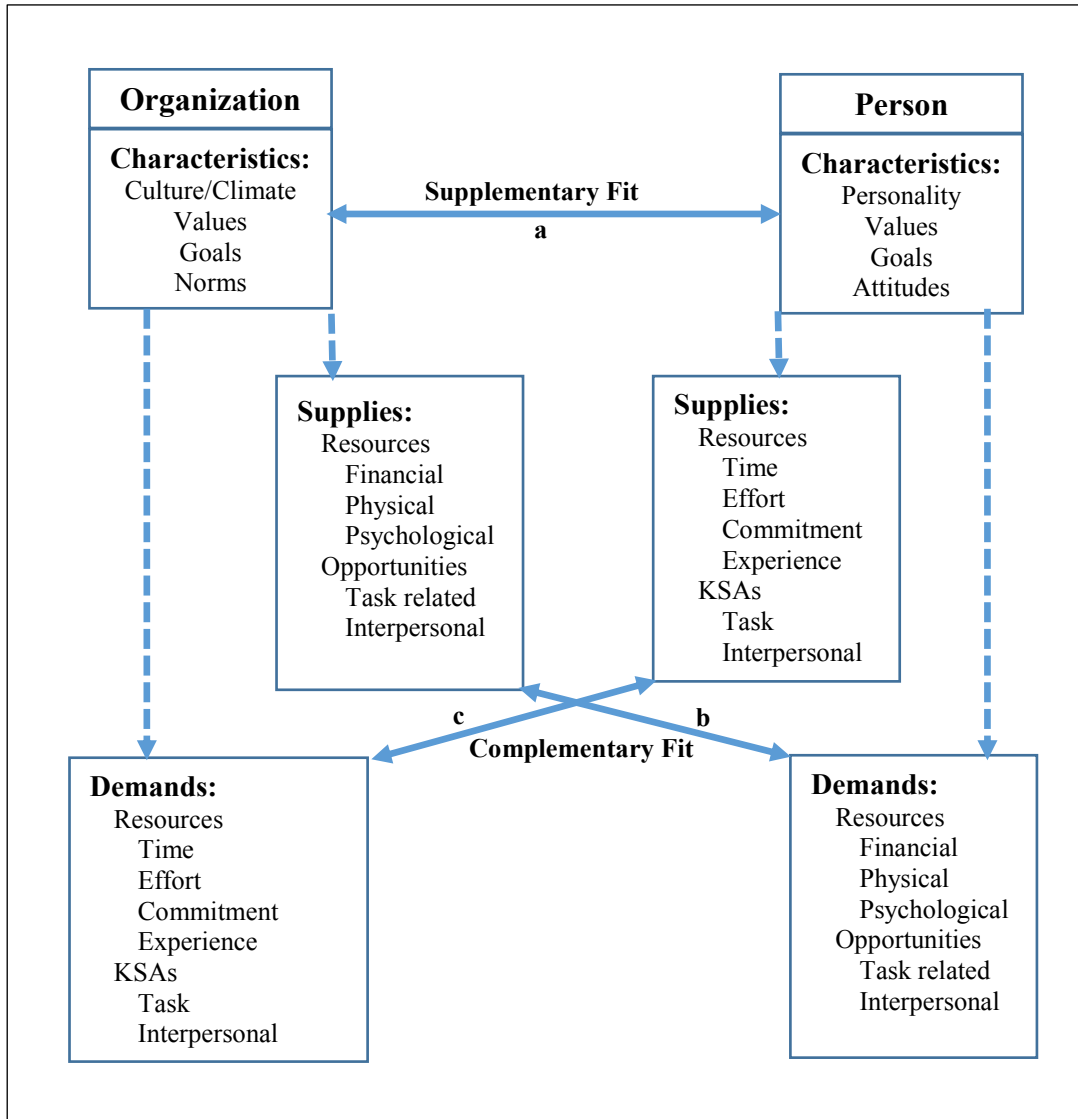 Organization
Characteristics:
Culture/Climate
Values
Goals
Norms
Person
Characteristics:
Personality
Values
Goals
Attitudes
Supplementary Fit
a
Supplies:
Resources
Financial
Physical
Psychological
Opportunities
Task related
Interpersonal
Supplies:
Resources
Time
Effort
Commitment
Experience
KSAs
Task
Interpersonal
c
b
Complementary Fit
Demands:
Resources
Time
Effort
Commitment
Experience
KSAs
Task
Interpersonal
Demands:
Resources
Financial
Physical
Psychological
Opportunities
Task related
Interpersonal